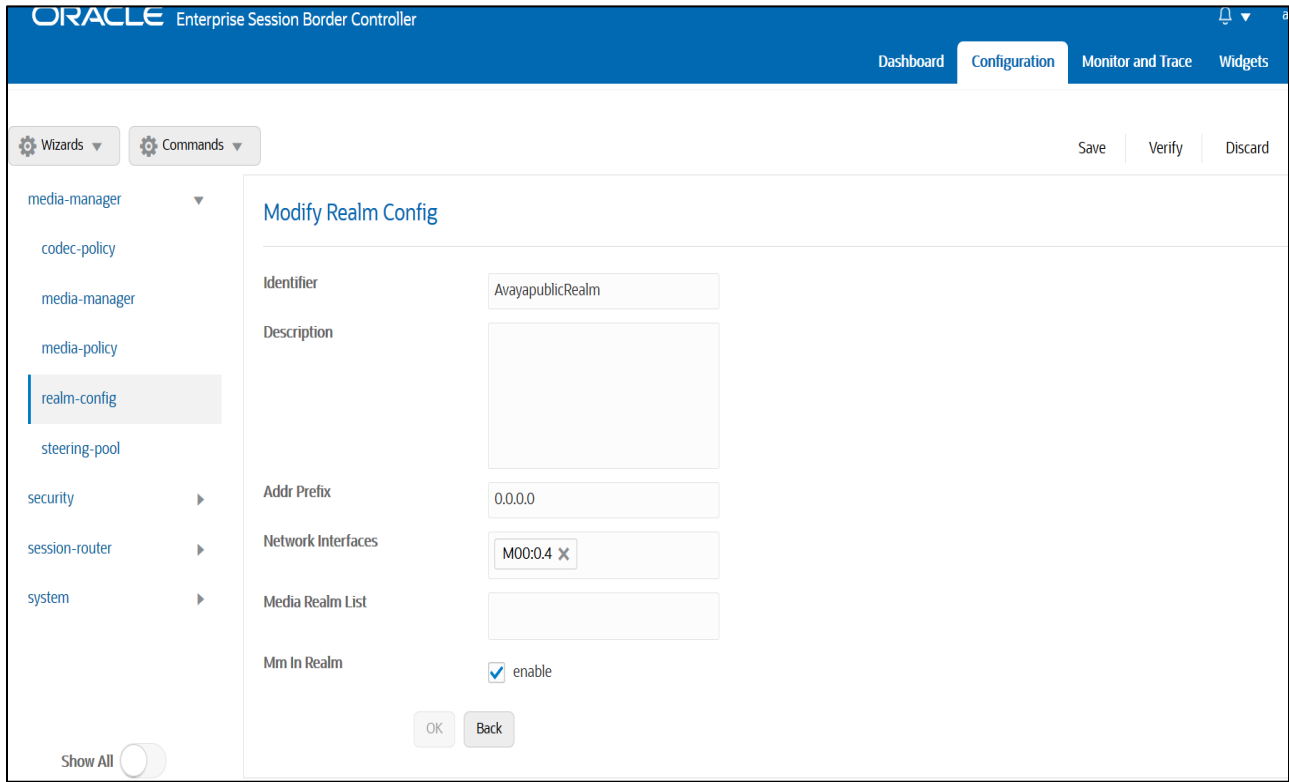 ORACLE Enterprise Session Border Controller
a
Dashboard Configuration Monitor and Trace Widgets
Wizards Commands Save Verify Discard
media-manager
codec-policy
media-manager
media-policy
realm-config
steering-pool
security
session-router
system
Show All
Modify Realm Config
Identifier AvayapublicRealm
Description
Addr Prefix 0.0.0.0
Network Interfaces M00:0.4
Media Realm List
Mm In Realm enable
OK Back